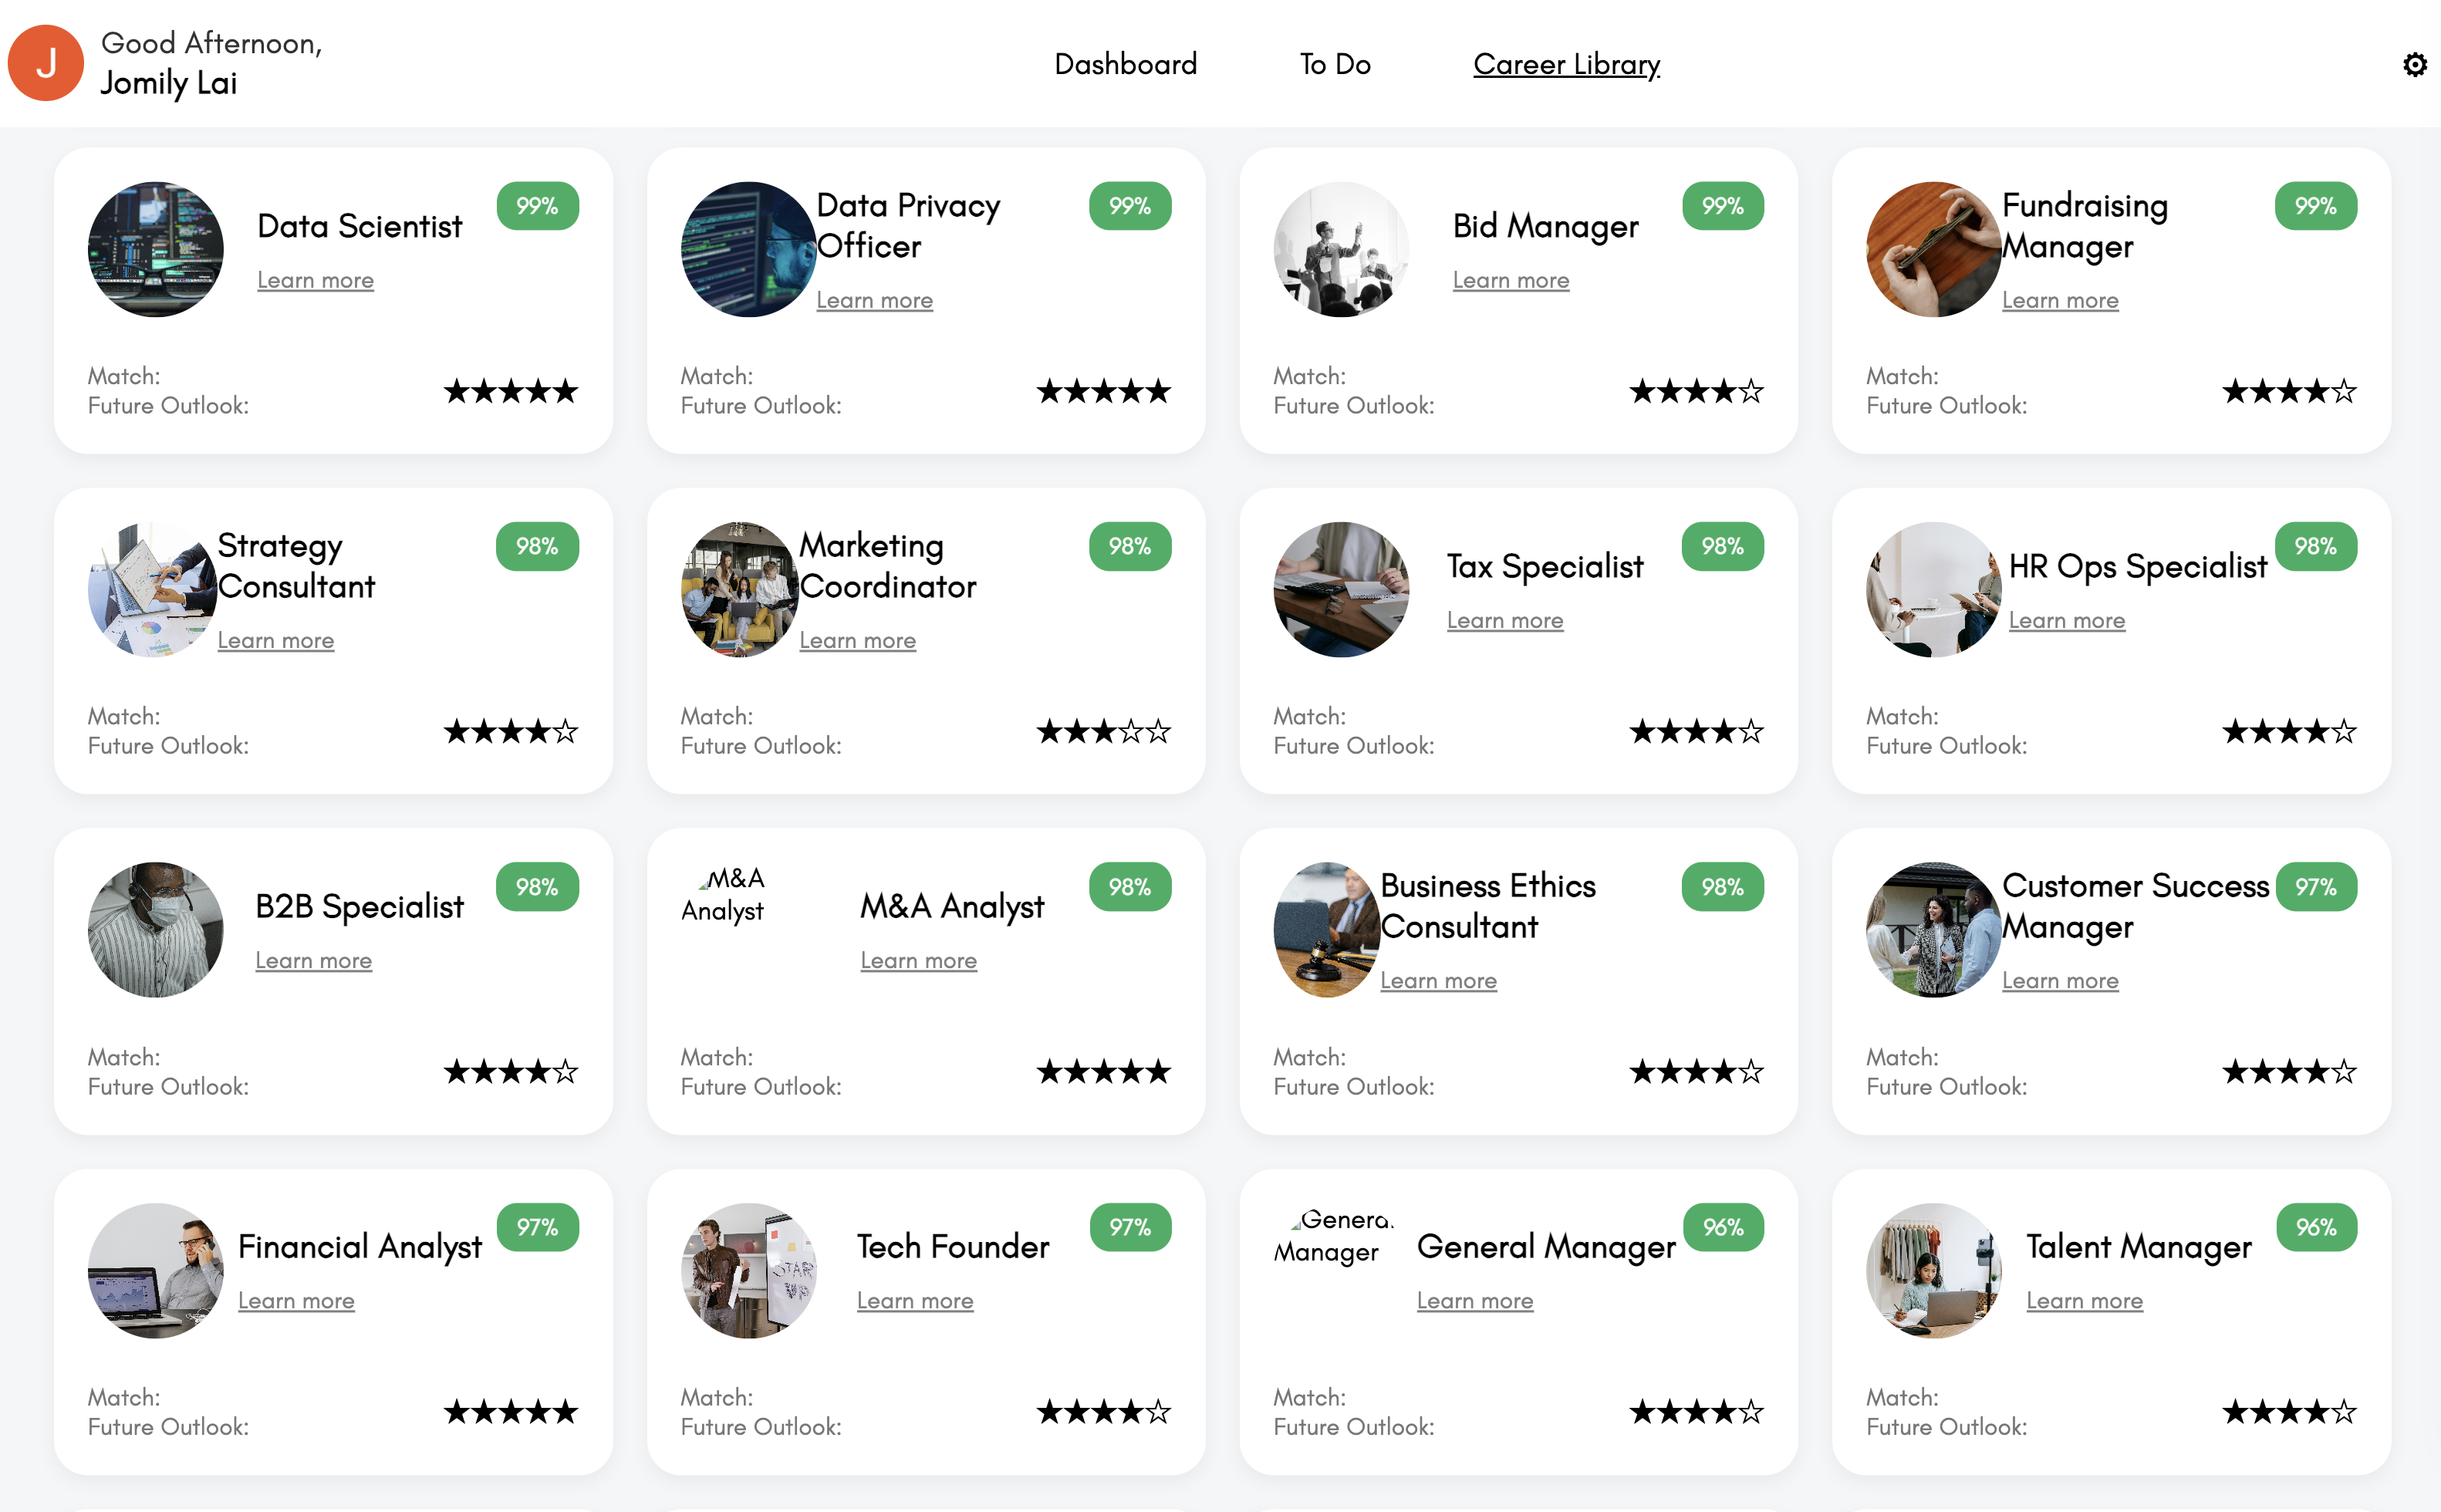 J
Good Afternoon,
Jomily Lai
Dashboard
To Do
Career Library
Data Scientist
Learn more
99%
Match:
Future Outlook:
★★★★★
Data Privacy
Officer
Learn more
99%
Match:
Future Outlook:
★★★★★
Bid Manager
Learn more
99%
Match:
Future Outlook:
★★★★☆
Fundraising
Manager
Learn more
99%
Match:
Future Outlook:
★★★★☆
Strategy
Consultant
Learn more
98%
Match:
Future Outlook:
★★★★☆
Marketing
Coordinator
Learn more
98%
Match:
Future Outlook:
★★★☆☆
Tax Specialist
Learn more
98%
Match:
Future Outlook:
★★★★☆
HR Ops Specialist
Learn more
98%
Match:
Future Outlook:
★★★★☆
B2B Specialist
Learn more
98%
Match:
Future Outlook:
★★★★☆
M&A
Analyst
M&A Analyst
Learn more
98%
Match:
Future Outlook:
★★★★★
Business Ethics
Consultant
Learn more
98%
Match:
Future Outlook:
★★★★☆
Customer Success
Manager
Learn more
97%
Match:
Future Outlook:
★★★★☆
Financial Analyst
Learn more
97%
Match:
Future Outlook:
★★★★★
Tech Founder
Learn more
97%
Match:
Future Outlook:
★★★★☆
Manager
General Manager
Learn more
96%
Match:
Future Outlook:
★★★★☆
Talent Manager
Learn more
96%
Match:
Future Outlook:
★★★★☆